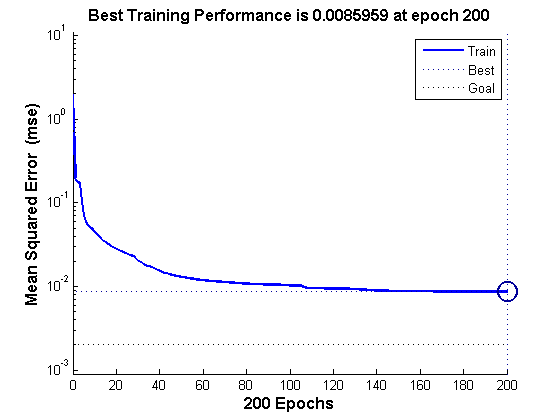 Best Training Performance is 0.0085959 at epoch 200
10^1
10^0
10^-1
10^-2
10^-3
Mean Squared Error (mse)
Train
Best
Goal
0 20 40 60 80 100 120 140 160 180 200
200 Epochs